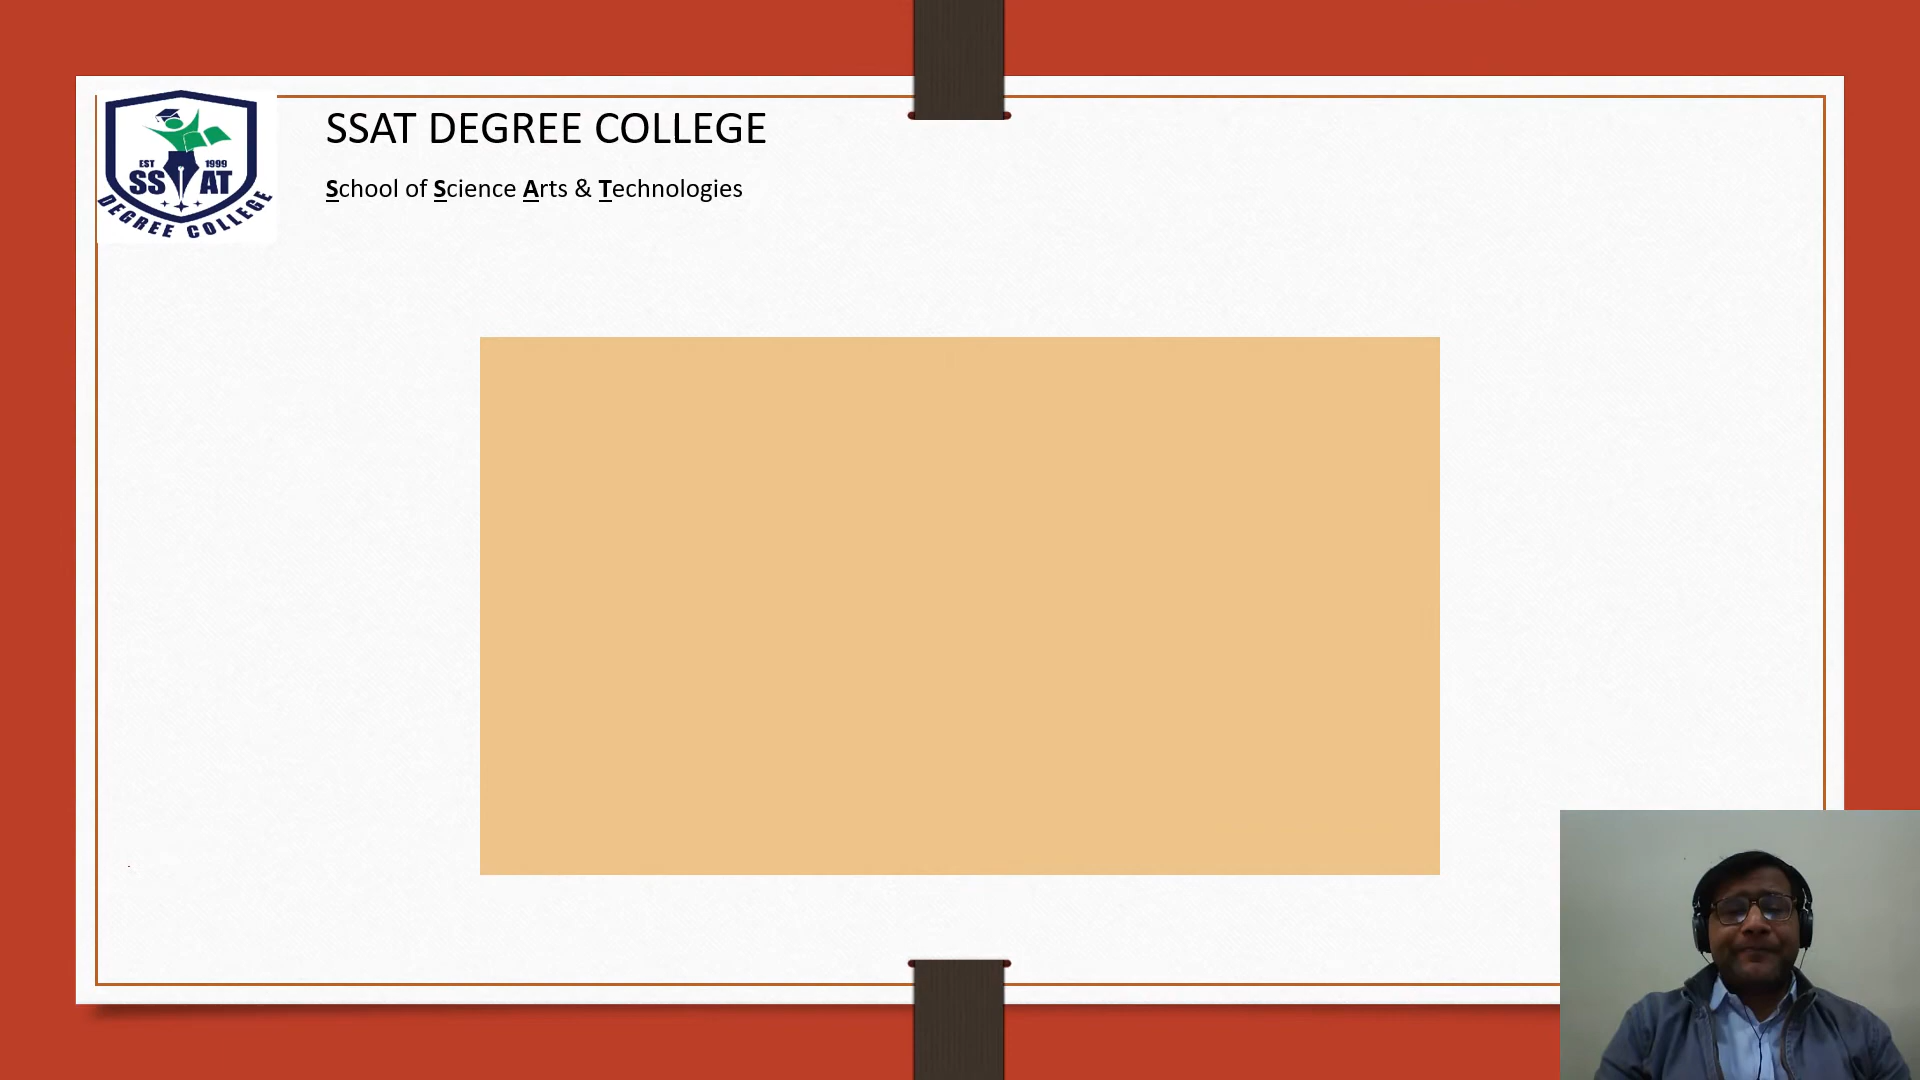 SSAT DEGREE COLLEGE
School of Science Arts & Technologies
EST 1999
SSAT
DEGREE COLLEGE